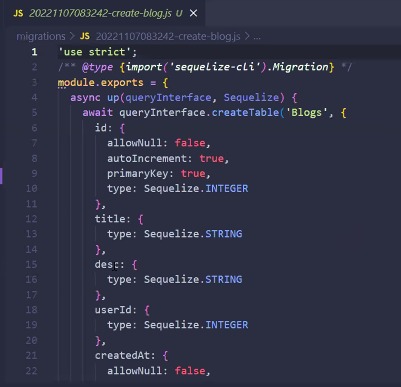 JS 20221107083242-create-blog.js U ×
migrations > JS 20221107083242-create-blog.js > ...
1 'use strict';
2 /** @type {import('sequelize-cli').Migration} */
3 module.exports = {
4 async up(queryInterface, Sequelize) {
5 await queryInterface.createTable('Blogs', {
6 id: {
7 allowNull: false,
8 autoIncrement: true,
9 primaryKey: true,
10 type: Sequelize.INTEGER
11 },
12 title: {
13 type: Sequelize.STRING
14 },
15 desc: {
16 type: Sequelize.STRING
17 },
18 userId: {
19 type: Sequelize.INTEGER
20 },
21 createdAt: {
22 allowNull: false,